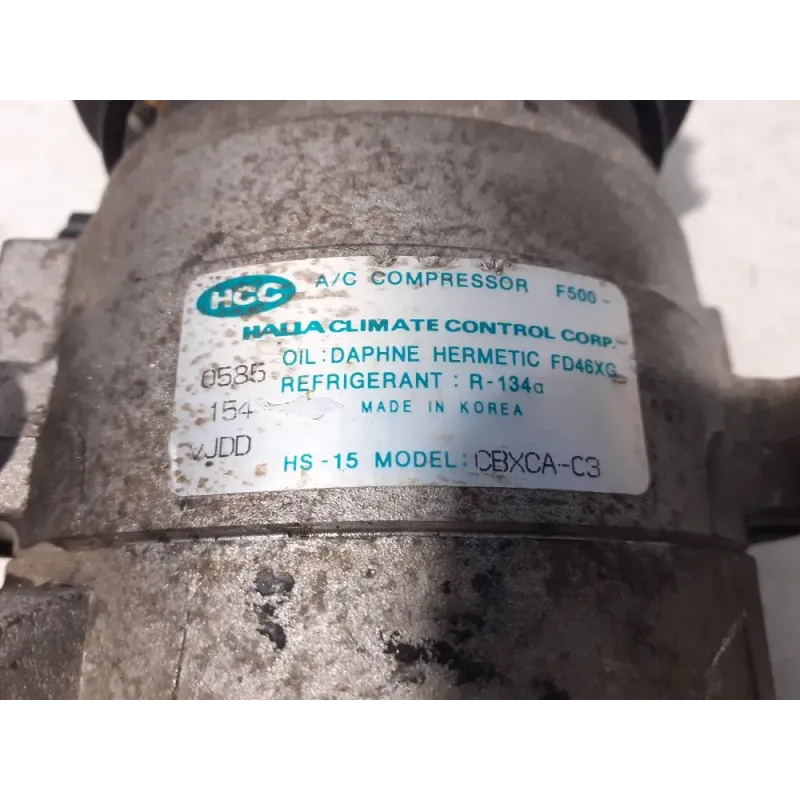 HCC A/C COMPRESSOR F500-
HALLA CLIMATE CONTROL CORP.
OIL : DAPHNE HERMETIC FD46XG
0585 REFRIGERANT : R-134a
154 MADE IN KOREA
VJDD
HS-15 MODEL: CBXCA-C3